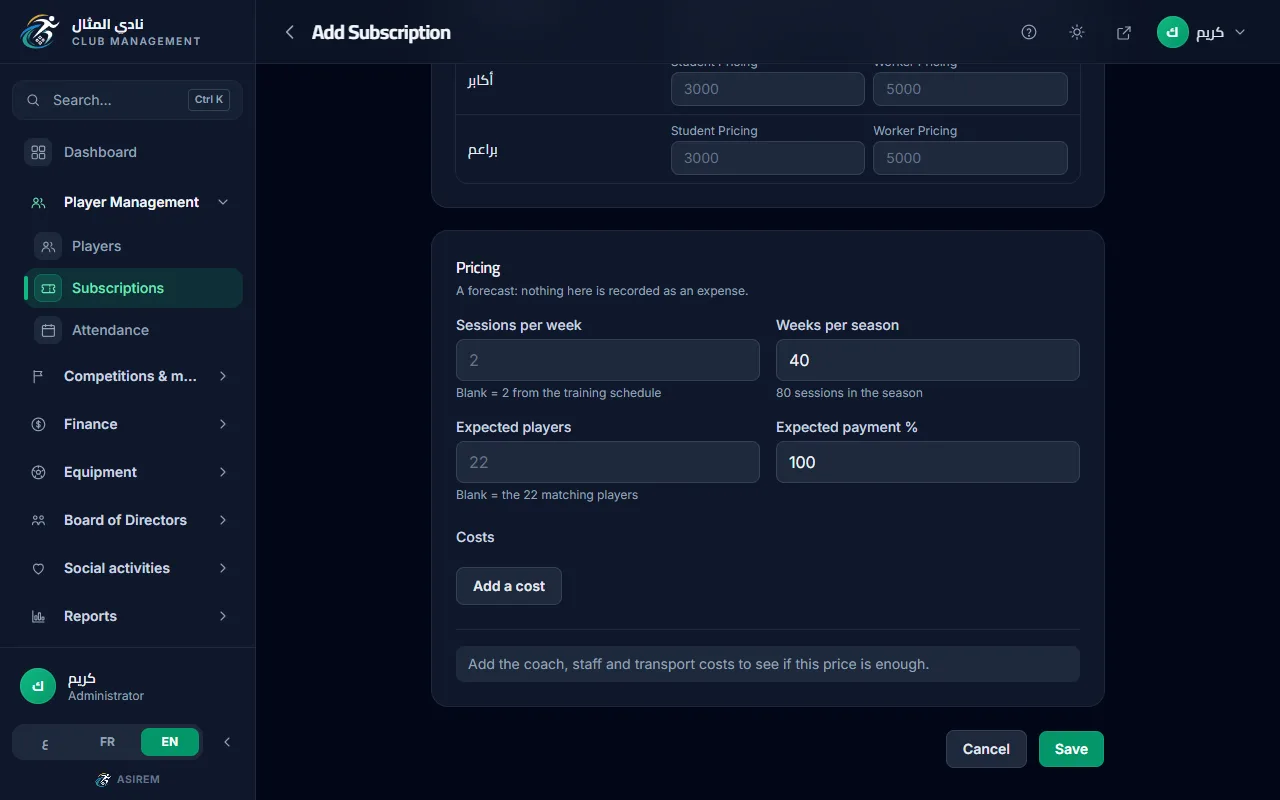 نادي المثال
CLUB MANAGEMENT
Add Subscription
كريم
Search...
Ctrl K
Dashboard
Player Management
Players
Subscriptions
Attendance
Competitions & m...
Finance
Equipment
Board of Directors
Social activities
Reports
كريم
Administrator
ع
FR
EN
ASIREM
Student Pricing
Worker Pricing
أكابر
3000
5000
Student Pricing
Worker Pricing
براعم
3000
5000
Pricing
A forecast: nothing here is recorded as an expense.
Sessions per week
Weeks per season
2
40
Blank = 2 from the training schedule
80 sessions in the season
Expected players
Expected payment %
22
100
Blank = the 22 matching players
Costs
Add a cost
Add the coach, staff and transport costs to see if this price is enough.
Cancel
Save